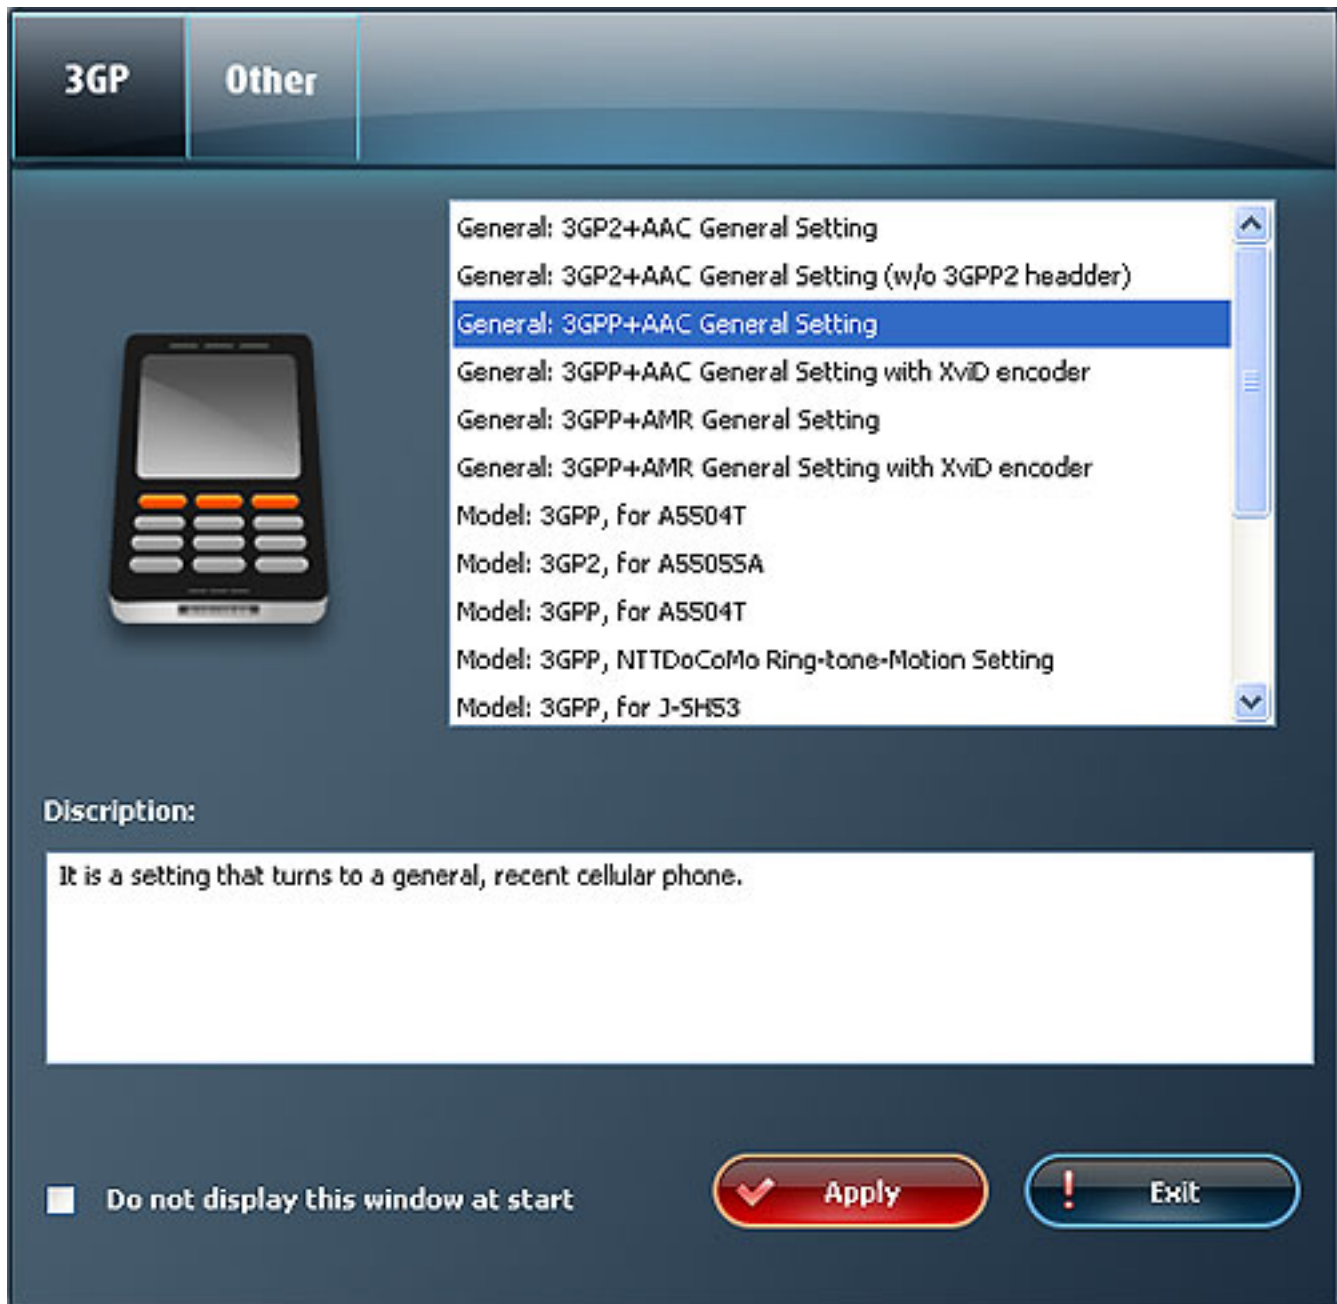 3GP
Other
General: 3GP2+AAC General Setting
General: 3GP2+AAC General Setting (w/o 3GPP2 headder)
General: 3GPP+AAC General Setting
General: 3GPP+AAC General Setting with XviD encoder
General: 3GPP+AMR General Setting
General: 3GPP+AMR General Setting with XviD encoder
Model: 3GPP, for A5504T
Model: 3GP2, for A5505SA
Model: 3GPP, for A5504T
Model: 3GPP, NTTDoCoMo Ring-tone-Motion Setting
Model: 3GPP, for J-SH53
Discription:
It is a setting that turns to a general, recent cellular phone.
Do not display this window at start
Apply
Exit